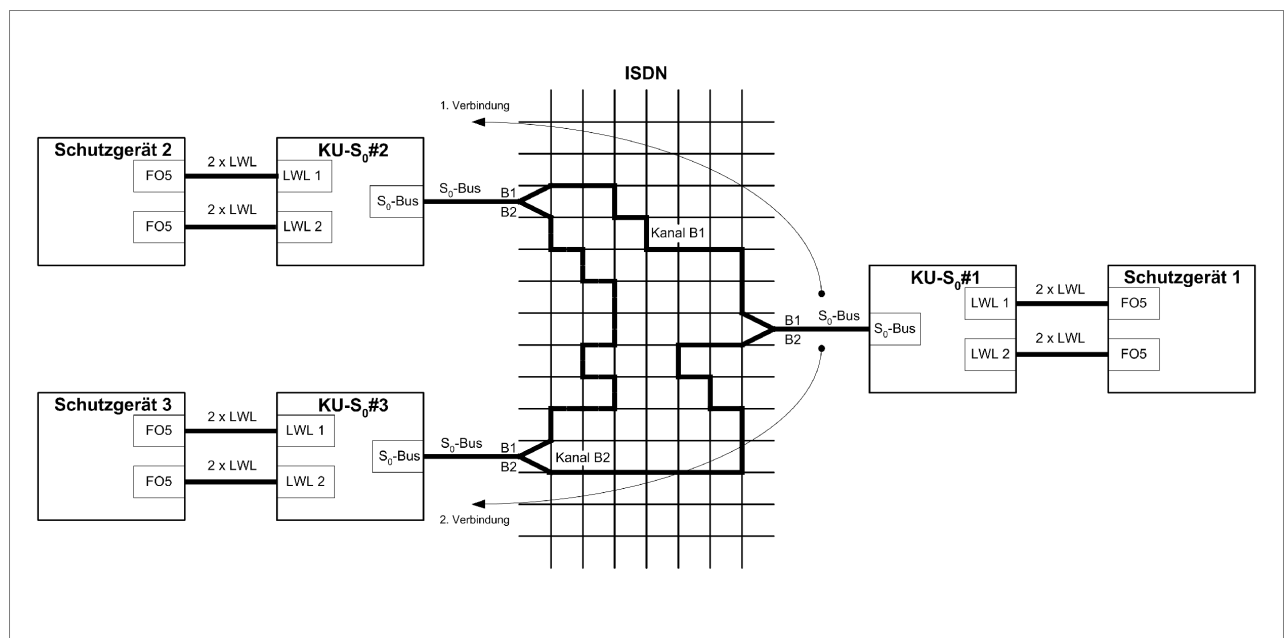 ISDN
1. Verbindung
Schutzgerät 2
FO5
FO5
2 x LWL
2 x LWL
KU-S₀#2
LWL 1
LWL 2
S₀-Bus
S₀-Bus
B1
B2
Kanal B1
KU-S₀#1
LWL 1
LWL 2
S₀-Bus
S₀-Bus
B1
B2
2 x LWL
2 x LWL
Schutzgerät 1
FO5
FO5
Schutzgerät 3
FO5
FO5
2 x LWL
2 x LWL
KU-S₀#3
LWL 1
LWL 2
S₀-Bus
S₀-Bus
B1
B2
Kanal B2
2. Verbindung